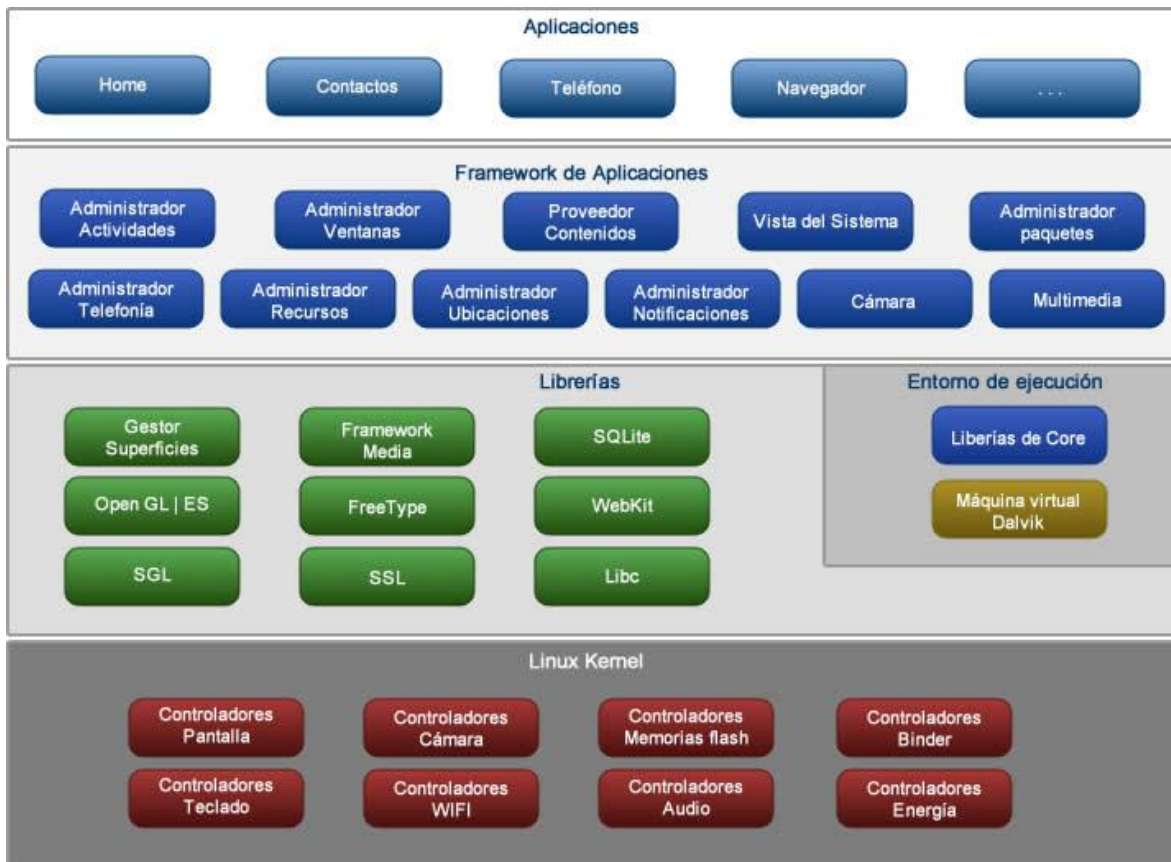 Aplicaciones
Home
Contactos
Teléfono
Navegador
. . .
Framework de Aplicaciones
Administrador
Actividades
Administrador
Ventanas
Proveedor
Contenidos
Vista del Sistema
Administrador
paquetes
Administrador
Telefonía
Administrador
Recursos
Administrador
Ubicaciones
Administrador
Notificaciones
Cámara
Multimedia
Librerías
Gestor
Superficies
Framework
Media
SQLite
Open GL | ES
FreeType
WebKit
SGL
SSL
Libc
Entorno de ejecución
Liberías de Core
Máquina virtual
Dalvik
Linux Kernel
Controladores
Pantalla
Controladores
Cámara
Controladores
Memorias flash
Controladores
Binder
Controladores
Teclado
Controladores
WIFI
Controladores
Audio
Controladores
Energía